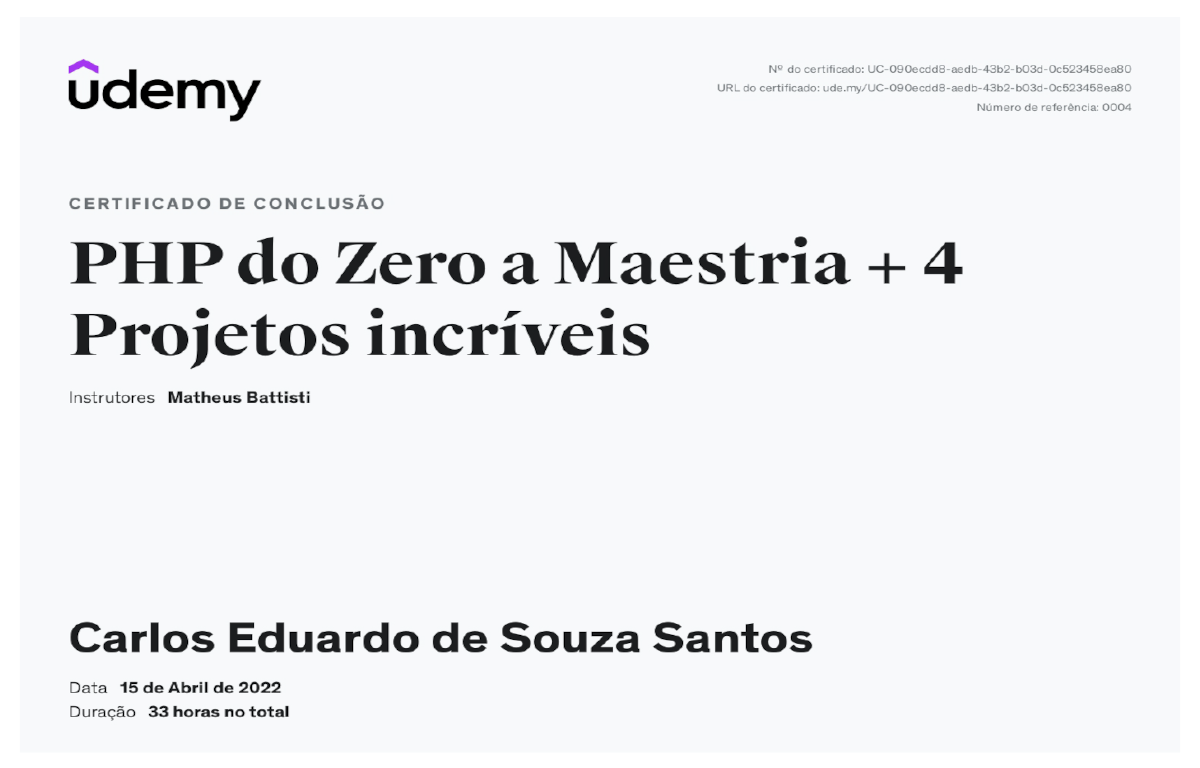 udemy
Nº do certificado: UC-090ecdd8-aedb-43b2-b03d-0c523458ea80
URL do certificado: ude.my/UC-090ecdd8-aedb-43b2-b03d-0c523458ea80
Número de referência: 0004
CERTIFICADO DE CONCLUSÃO
PHP do Zero a Maestria + 4
Projetos incríveis
Instrutores Matheus Battisti
Carlos Eduardo de Souza Santos
Data 15 de Abril de 2022
Duração 33 horas no total